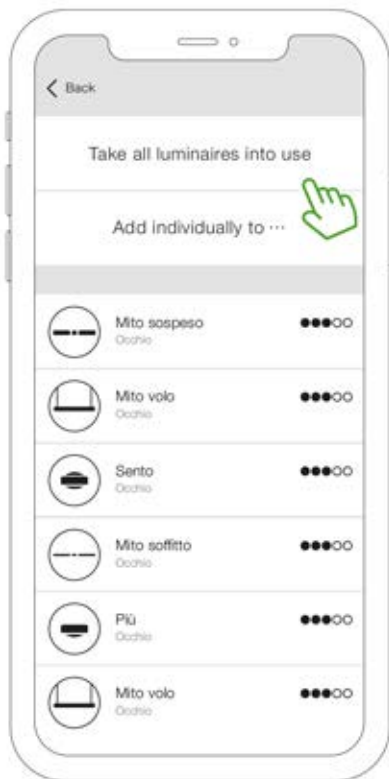 Back
Take all luminaires into use
Add individually to ...
Mito sospeso
Occhio
Mito volo
Occhio
Sento
Occhio
Mito soffitto
Occhio
Più
Occhio
Mito volo
Occhio